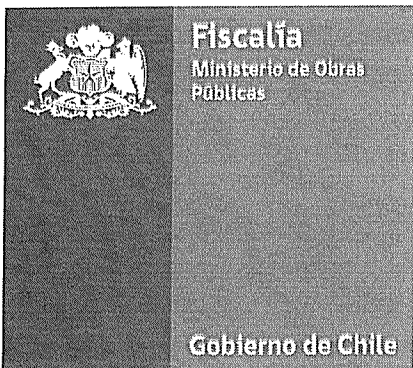 Fiscalía
Ministerio de Obras
Públicas
Gobierno de Chile